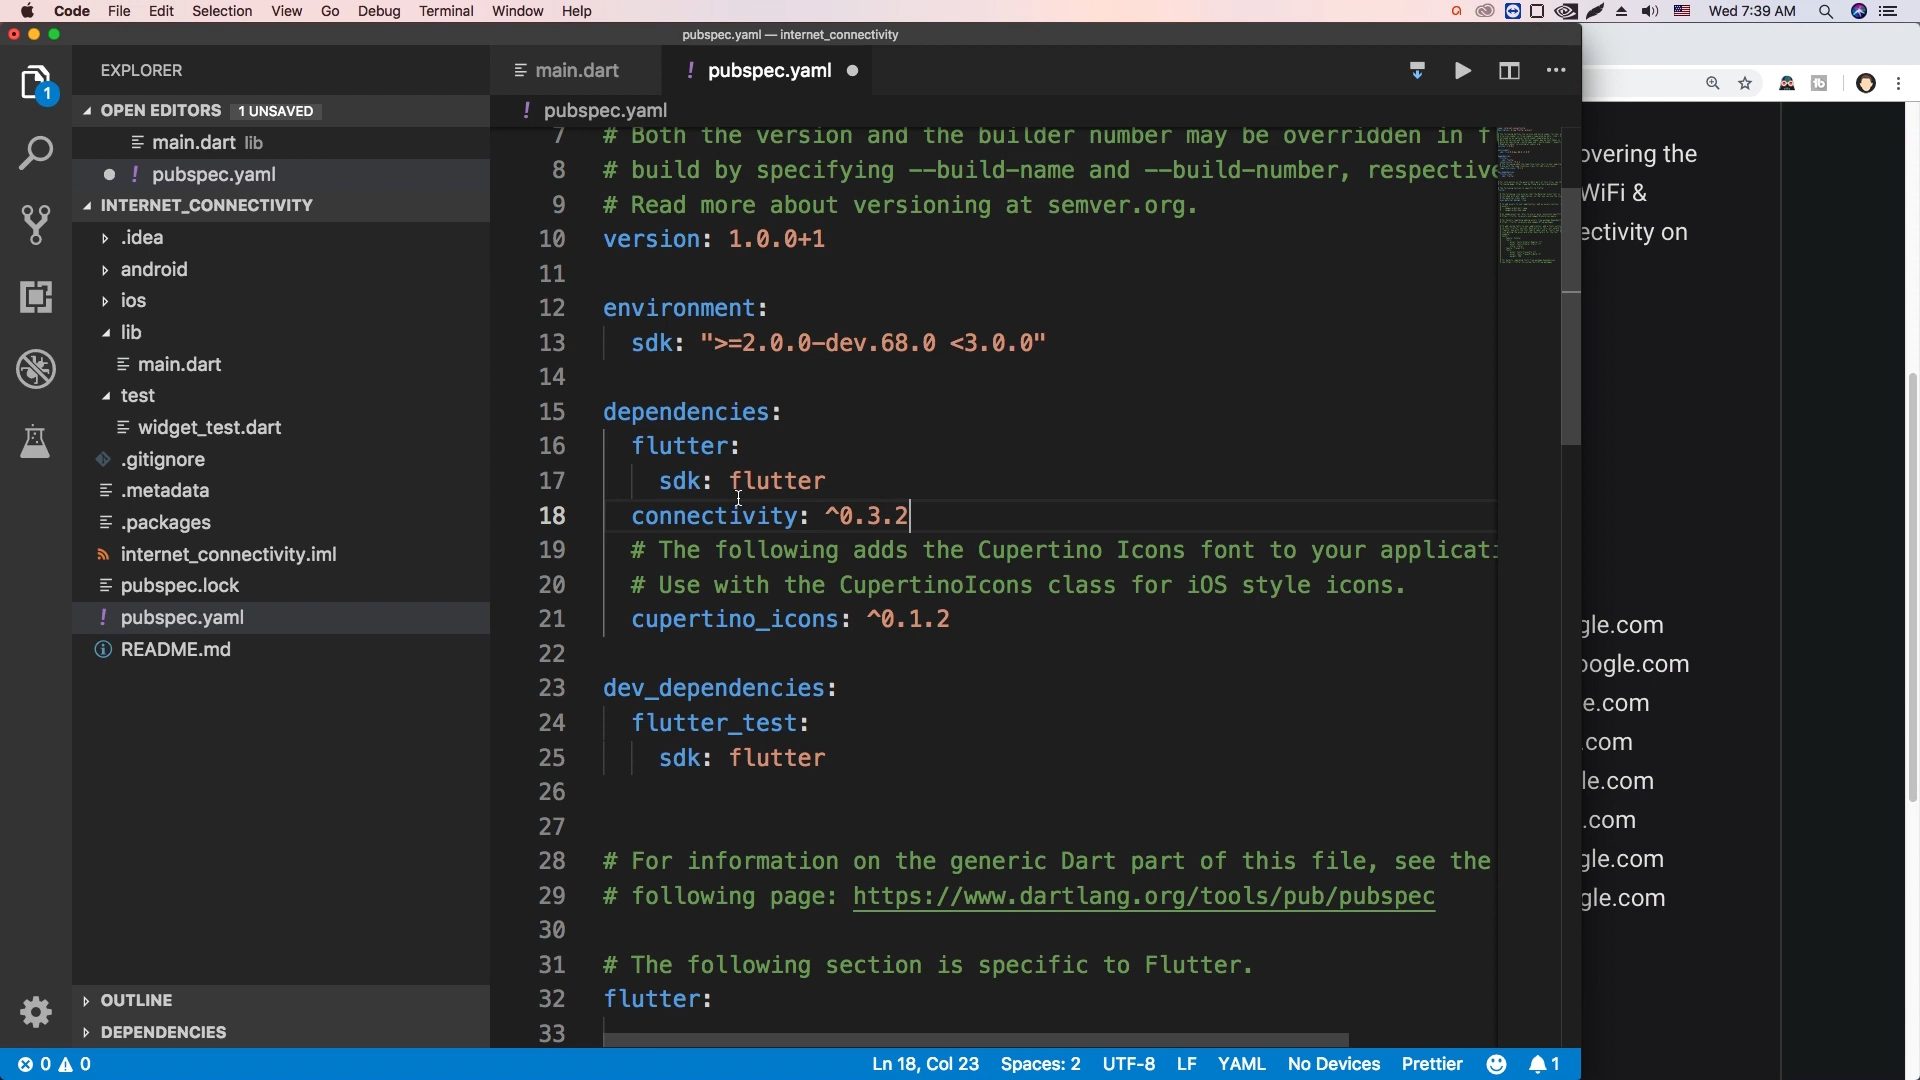 Code File Edit Selection View Go Debug Terminal Window Help Wed 7:39 AM
pubspec.yaml — internet_connectivity
EXPLORER
OPEN EDITORS 1 UNSAVED
main.dart lib
pubspec.yaml
INTERNET_CONNECTIVITY
.idea
android
ios
lib
main.dart
test
widget_test.dart
.gitignore
.metadata
.packages
internet_connectivity.iml
pubspec.lock
pubspec.yaml
README.md
OUTLINE
DEPENDENCIES
1
main.dart
! pubspec.yaml
! pubspec.yaml
7 # Both the version and the builder number may be overridden in f
8 # build by specifying --build-name and --build-number, respective
9 # Read more about versioning at semver.org.
10 version: 1.0.0+1
11
12 environment:
13 sdk: ">=2.0.0-dev.68.0 <3.0.0"
14
15 dependencies:
16 flutter:
17 sdk: flutter
18 connectivity: ^0.3.2
19 # The following adds the Cupertino Icons font to your applicati
20 # Use with the CupertinoIcons class for iOS style icons.
21 cupertino_icons: ^0.1.2
22
23 dev_dependencies:
24 flutter_test:
25 sdk: flutter
26
27
28 # For information on the generic Dart part of this file, see the
29 # following page: https://www.dartlang.org/tools/pub/pubspec
30
31 # The following section is specific to Flutter.
32 flutter:
33
overing the
WiFi &
ectivity on
gle.com
oogle.com
e.com
.com
le.com
.com
gle.com
gle.com
0 0 Ln 18, Col 23 Spaces: 2 UTF-8 LF YAML No Devices Prettier 1